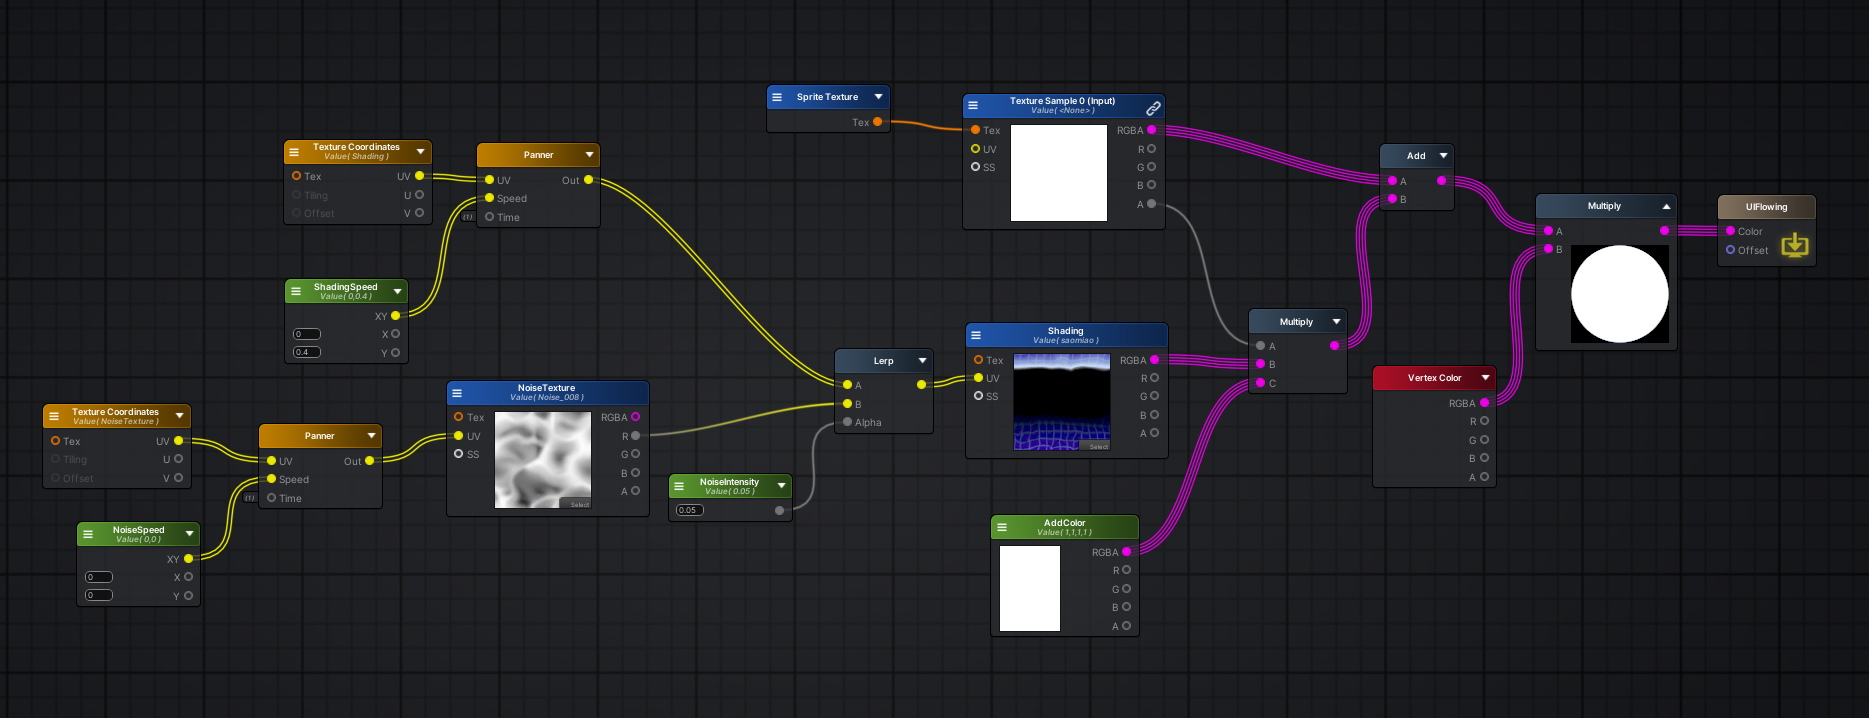 Sprite Texture
Tex
Texture Sample 0 (Input)
Value( <None> )
Tex
UV
SS
RGBA
R
G
B
A
Texture Coordinates
Value( Shading )
Tex
Tiling
Offset
UV
U
V
Panner
UV
Speed
(1) Time
Out
Add
A
B
Multiply
A
B
UIFlowing
Color
Offset
ShadingSpeed
Value( 0,0.4 )
XY
0 X
0.4 Y
Lerp
A
B
Alpha
Shading
Value( saomiao )
Tex
UV
SS
Select
RGBA
R
G
B
A
Multiply
A
B
C
Vertex Color
RGBA
R
G
B
A
Texture Coordinates
Value( NoiseTexture )
Tex
Tiling
Offset
UV
U
V
Panner
UV
Speed
(1) Time
Out
NoiseTexture
Value( Noise_008 )
Tex
UV
SS
Select
RGBA
R
G
B
A
NoiseIntensity
Value( 0.05 )
0.05
NoiseSpeed
Value( 0,0 )
XY
0 X
0 Y
AddColor
Value( 1,1,1,1 )
RGBA
R
G
B
A